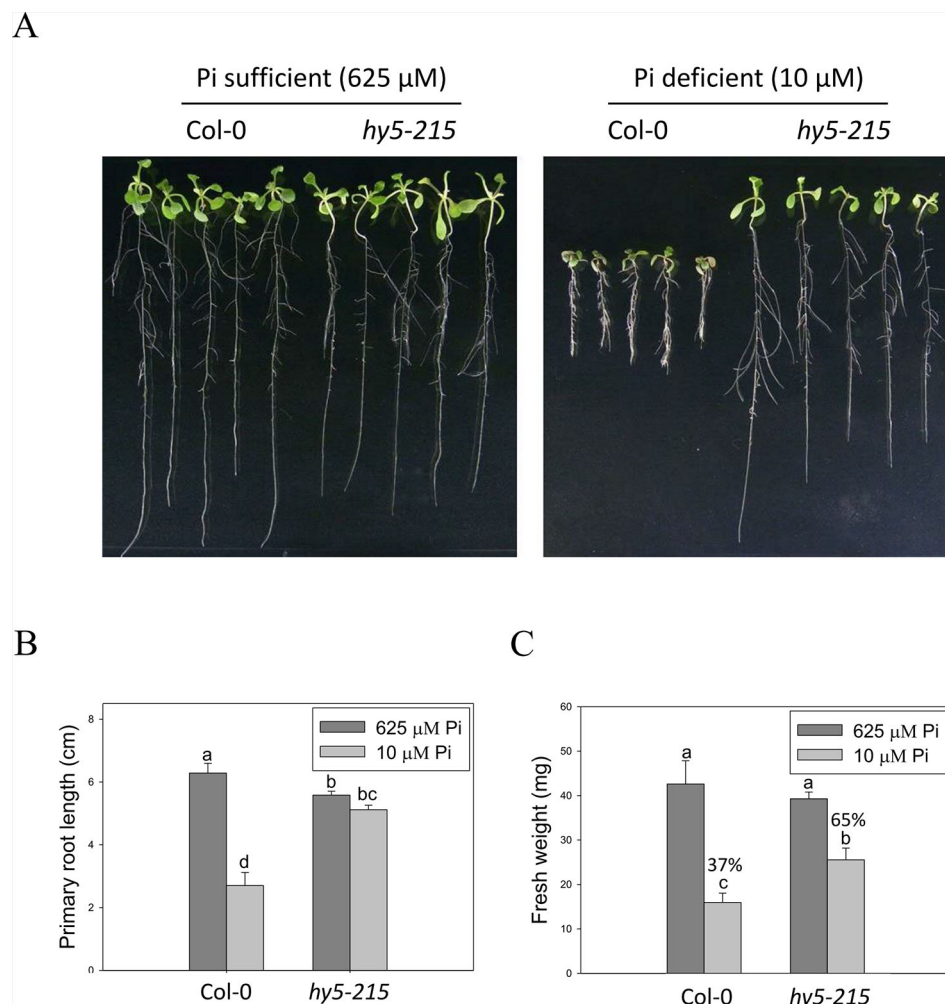 A
Pi sufficient (625 µM)
Pi deficient (10 µM)
Col-0
hy5-215
Col-0
hy5-215
B
C
Primary root length (cm)
8
6
4
2
0
625 µM Pi
10 µM Pi
a
d
b
bc
Col-0
hy5-215
Fresh weight (mg)
60
50
40
30
20
10
0
625 µM Pi
10 µM Pi
a
37%
c
a
65%
b
Col-0
hy5-215